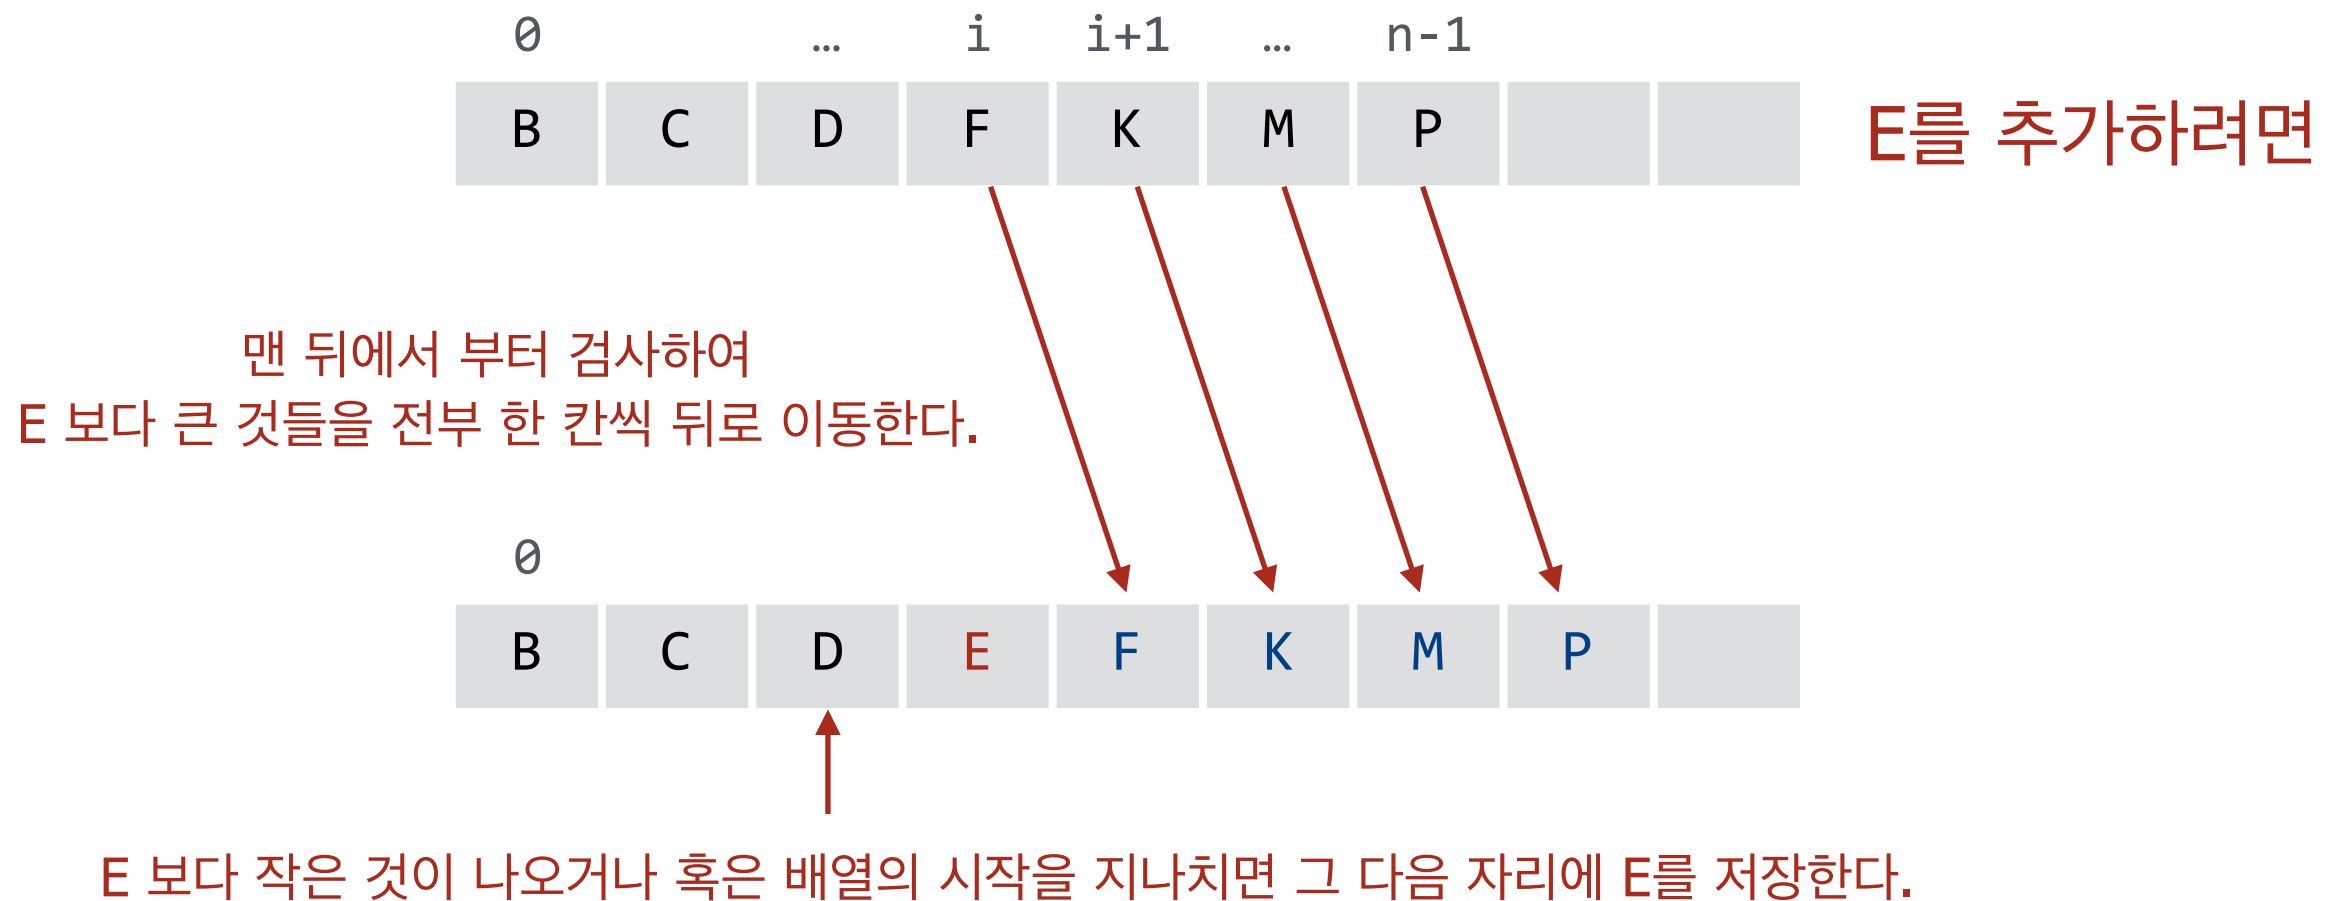 0 … i i+1 … n-1
B C D F K M P
E를 추가하려면
맨 뒤에서 부터 검사하여
E 보다 큰 것들을 전부 한 칸씩 뒤로 이동한다.
0
B C D E F K M P
E 보다 작은 것이 나오거나 혹은 배열의 시작을 지나치면 그 다음 자리에 E를 저장한다.